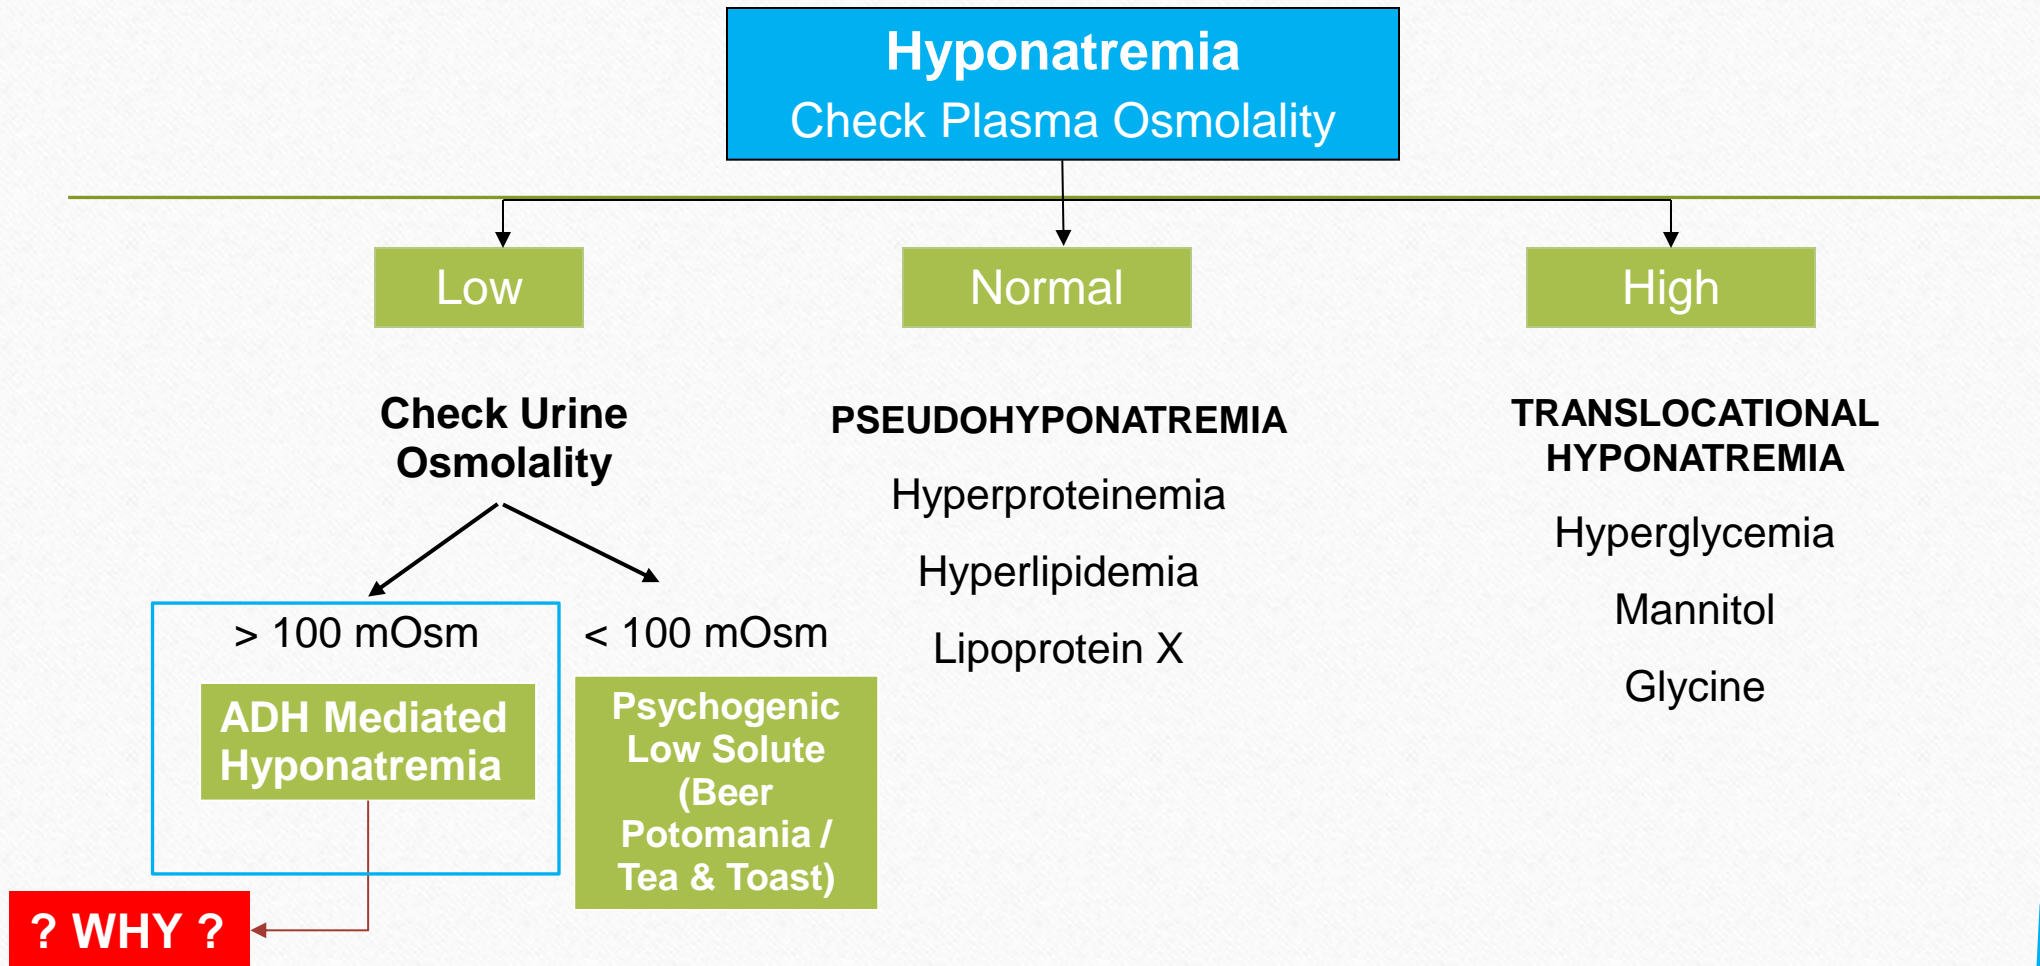 Hyponatremia
Check Plasma Osmolality
Low
Normal
High
Check Urine
Osmolality
> 100 mOsm
< 100 mOsm
ADH Mediated
Hyponatremia
Psychogenic
Low Solute
(Beer
Potomania /
Tea & Toast)
? WHY ?
PSEUDOHYPONATREMIA
Hyperproteinemia
Hyperlipidemia
Lipoprotein X
TRANSLOCATIONAL
HYPONATREMIA
Hyperglycemia
Mannitol
Glycine